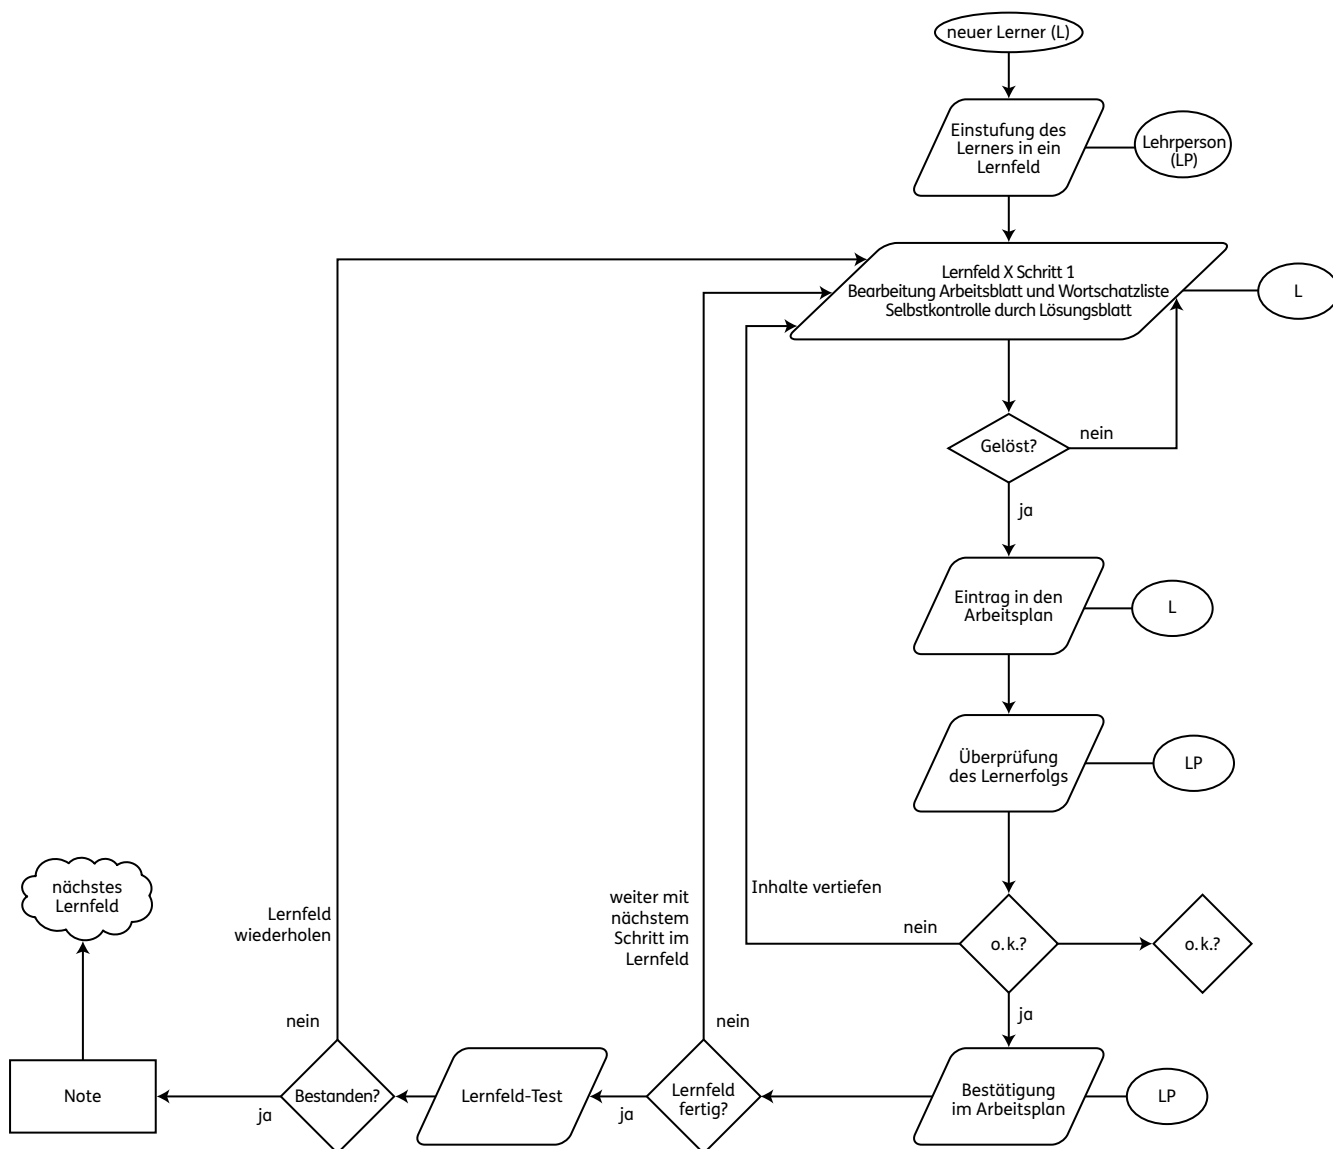 neuer Lerner (L)
Einstufung des
Lerners in ein
Lernfeld
Lehrperson
(LP)
Lernfeld X Schritt 1
Bearbeitung Arbeitsblatt und Wortschatzliste
Selbstkontrolle durch Lösungsblatt
L
Gelöst?
nein
ja
Eintrag in den
Arbeitsplan
L
Überprüfung
des Lernerfolgs
LP
Inhalte vertiefen
nein
o.k.?
o.k.?
ja
Bestätigung
im Arbeitsplan
LP
weiter mit
nächstem
Schritt im
Lernfeld
nein
Lernfeld
fertig?
ja
Lernfeld-Test
Lernfeld
wiederholen
nein
Bestanden?
ja
Note
nächstes
Lernfeld